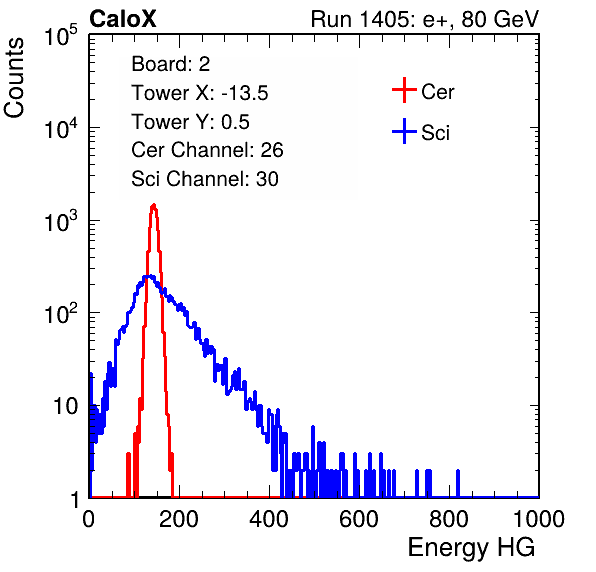 CaloX Run 1405: e+, 80 GeV
Counts
Board: 2
Tower X: -13.5
Tower Y: 0.5
Cer Channel: 26
Sci Channel: 30
Cer
Sci
10^5
10^4
10^3
10^2
10
1
0 200 400 600 800 1000
Energy HG